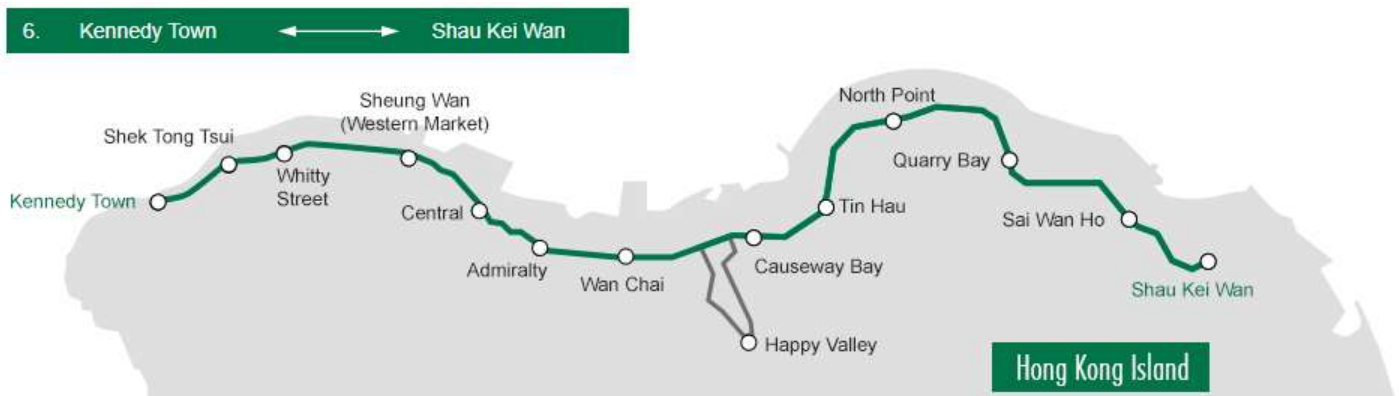 6. Kennedy Town Shau Kei Wan
Sheung Wan
(Western Market)
Shek Tong Tsui
Whitty
Street
Kennedy Town
Central
Admiralty
Wan Chai
Causeway Bay
Happy Valley
Tin Hau
North Point
Quarry Bay
Sai Wan Ho
Shau Kei Wan
Hong Kong Island